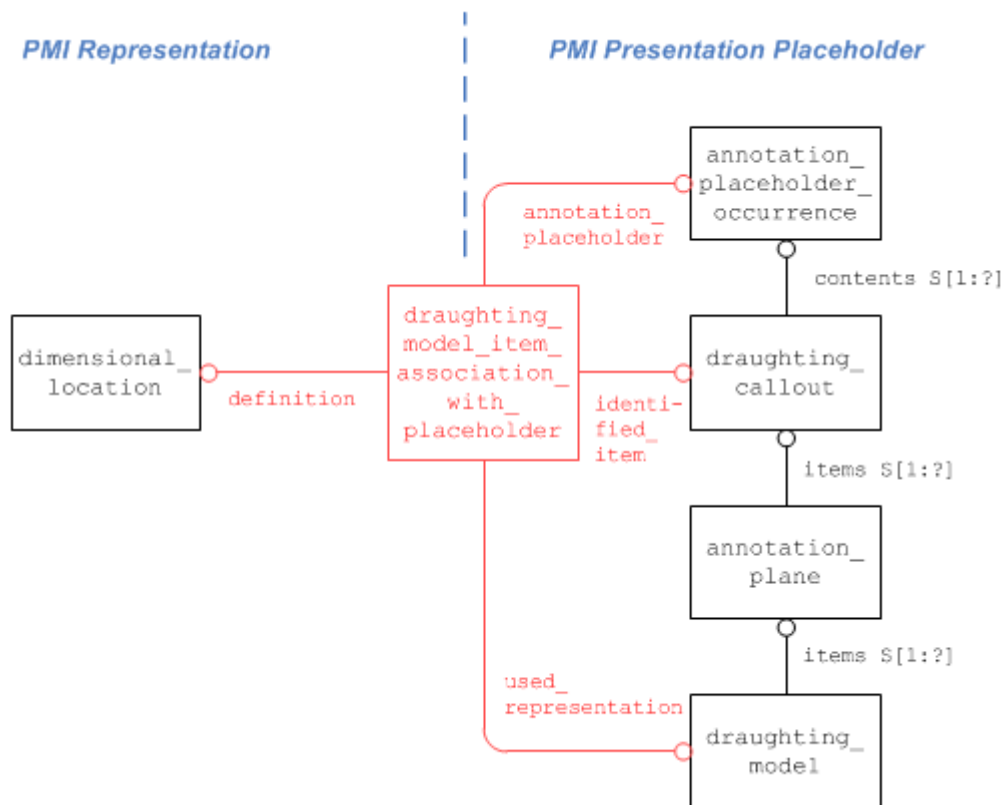 PMI Representation
PMI Presentation Placeholder
annotation_
placeholder_
occurrence
annotation_
placeholder
contents S[1:?]
dimensional_
location
definition
draughting_
model_item_
association_
with_
placeholder
identi-
fied_
item
draughting_
callout
items S[1:?]
annotation_
plane
items S[1:?]
used_
representation
draughting_
model